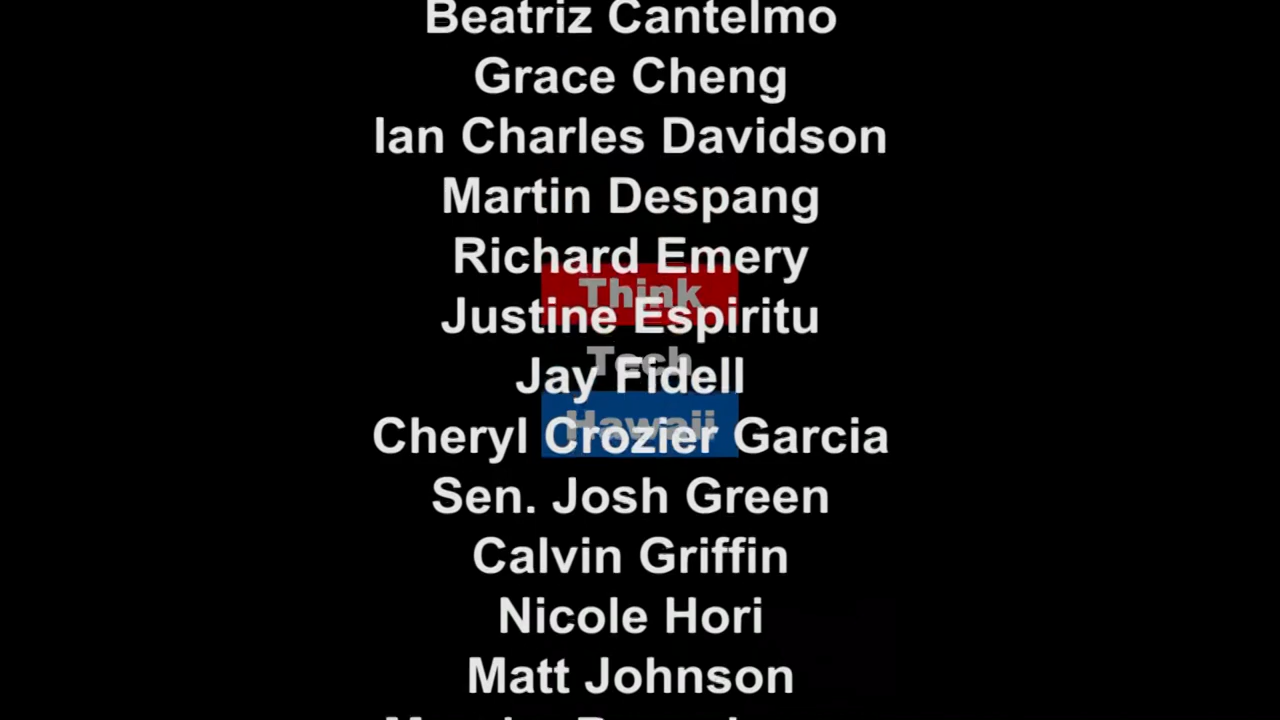 Beatriz Cantelmo
Grace Cheng
Ian Charles Davidson
Martin Despang
Richard Emery
Think
Justine Espiritu
Tech
Jay Fidell
Hawaii
Cheryl Crozier Garcia
Sen. Josh Green
Calvin Griffin
Nicole Hori
Matt Johnson